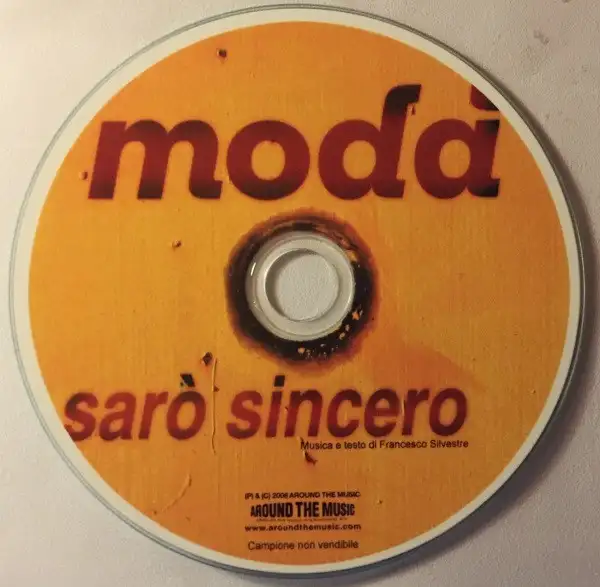 modà
sarò sincero
Musica e testo di Francesco Silvestre
(P) & (C) 2006 AROUND THE MUSIC
AROUND THE MUSIC
www.aroundthemusic.com
Campione non vendibile